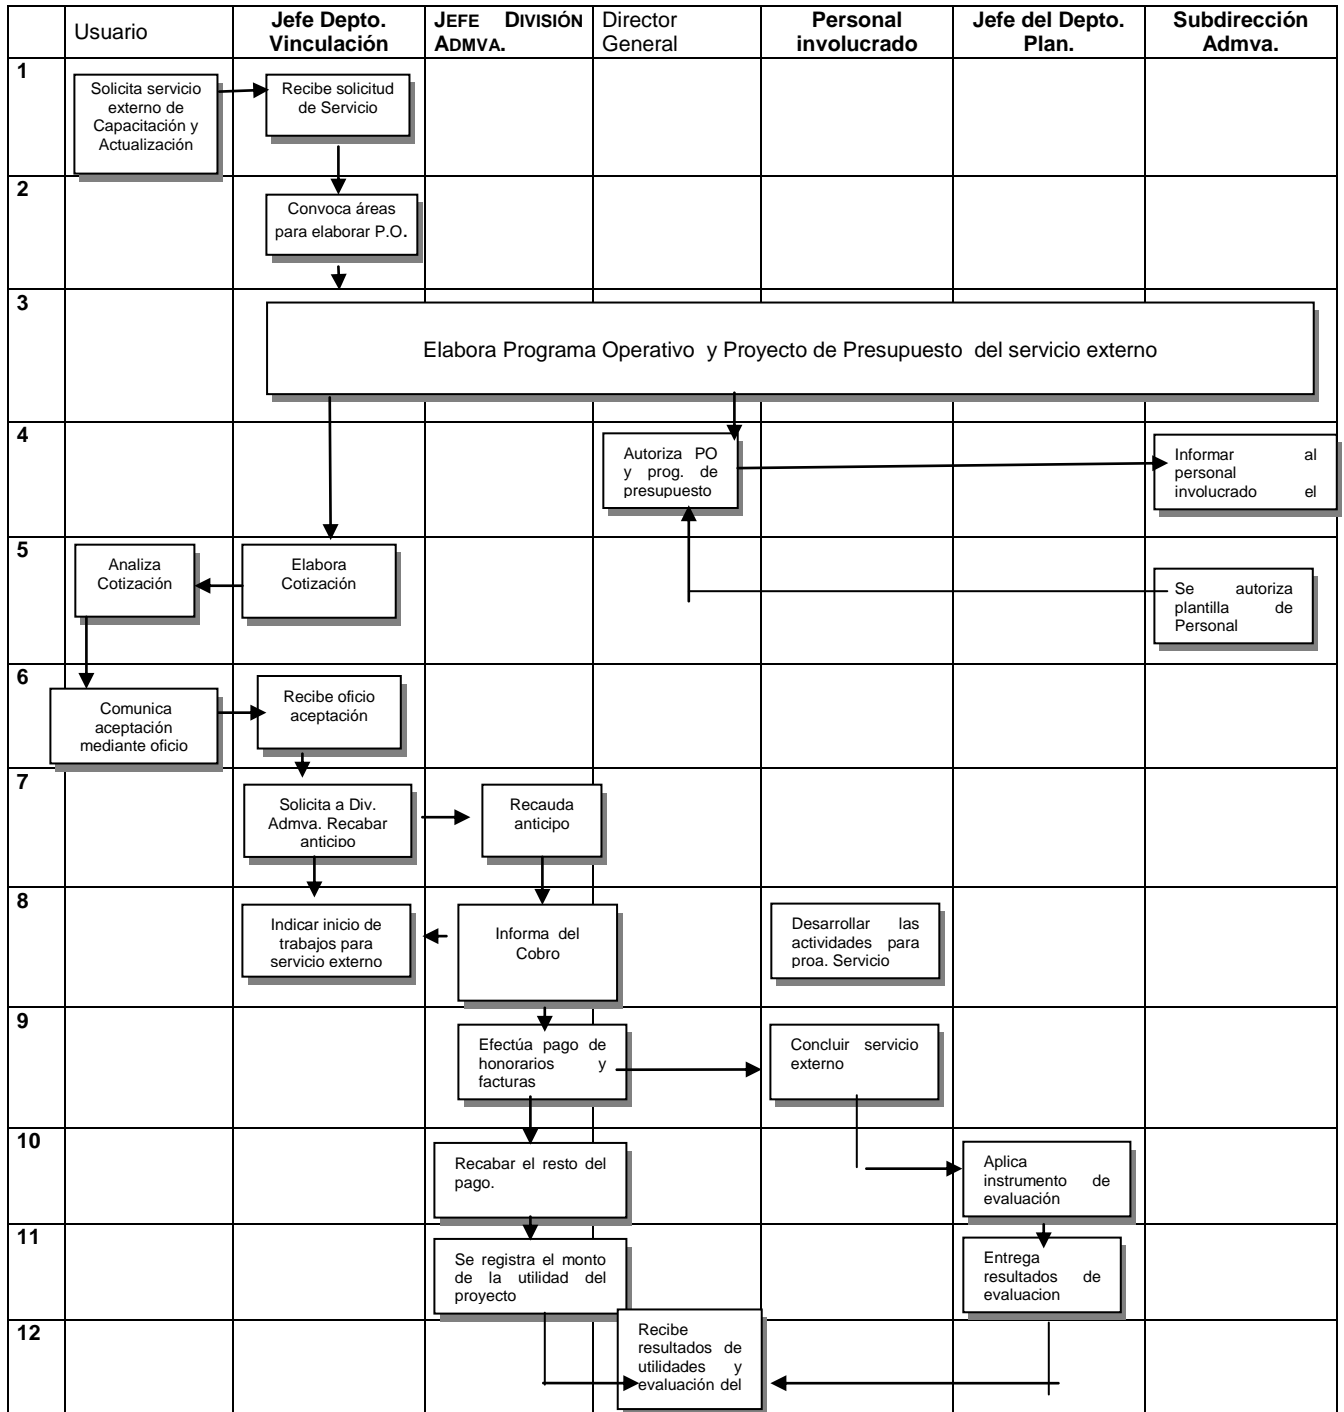 Usuario
Jefe Depto.
Vinculación
JEFE DIVISIÓN
ADMVA.
Director
General
Personal
involucrado
Jefe del Depto.
Plan.
Subdirección
Admva.
1
Solicita servicio
externo de
Capacitación y
Actualización
Recibe solicitud
de Servicio
2
Convoca áreas
para elaborar P.O.
3
Elabora Programa Operativo y Proyecto de Presupuesto del servicio externo
4
Autoriza PO
y prog. de
presupuesto
Informar al
personal
involucrado el
5
Analiza
Cotización
Elabora
Cotización
Se autoriza
plantilla de
Personal
6
Comunica
aceptación
mediante oficio
Recibe oficio
aceptación
7
Solicita a Div.
Admva. Recabar
anticipo
Recauda
anticipo
8
Indicar inicio de
trabajos para
servicio externo
Informa del
Cobro
Desarrollar las
actividades para
proa. Servicio
9
Efectúa pago de
honorarios y
facturas
Concluir servicio
externo
10
Recabar el resto del
pago.
Aplica
instrumento de
evaluación
11
Se registra el monto
de la utilidad del
proyecto
Entrega
resultados de
evaluacion
12
Recibe
resultados de
utilidades y
evaluación del